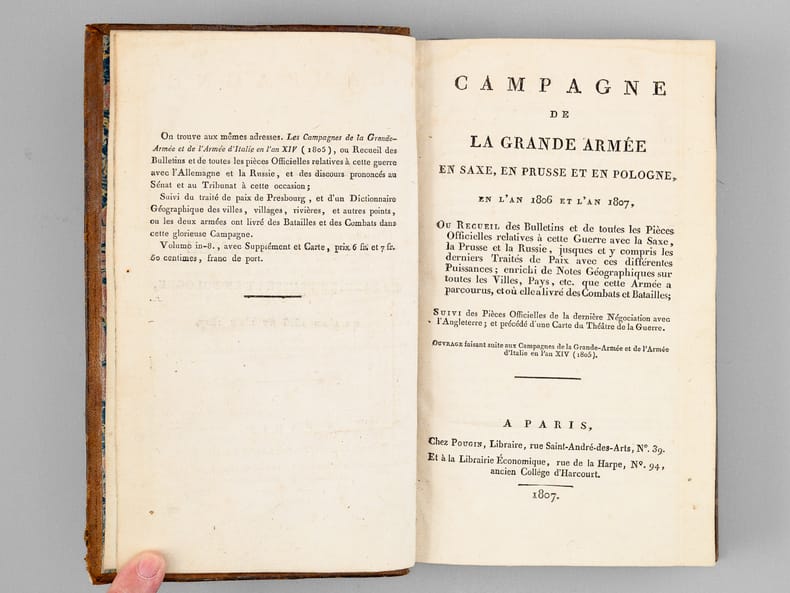 On trouve aux mêmes adresses. Les Campagnes de la Grande-
Armée et de l'Armée d'Italie en l'an XIV (1805), ou Recueil des
Bulletins et de toutes les pièces Officielles relatives à cette guerre
avec l'Allemagne et la Russie, et des discours prononcés au
Sénat et au Tribunat à cette occasion;
Suivi du traité de paix de Presbourg, et d'un Dictionnaire
Géographique des villes, villages, rivières, et autres points,
ou les deux armées ont livré des Batailles et des Combats dans
cette glorieuse Campagne.
Volume in-8., avec Supplément et Carte, prix 6 fr. et 7 fr.
60 centimes, franc de port.
CAMPAGNE
DE
LA GRANDE ARMÉE
EN SAXE, EN PRUSSE ET EN POLOGNE,
EN L'AN 1806 ET L'AN 1807,
OU RECUEIL des Bulletins et de toutes les Pièces
Officielles relatives à cette Guerre avec la Saxe,
la Prusse et la Russie, jusques et y compris les
derniers Traités de Paix avec ces différentes
Puissances; enrichi de Notes Géographiques sur
toutes les Villes, Pays, etc. que cette Armée a
parcourus, et où elle a livré des Combats et Batailles;
SUIVI des Pièces Officielles de la dernière Négociation avec
l'Angleterre; et précédé d'une Carte du Théâtre de la Guerre.
OUVRAGE faisant suite aux Campagnes de la Grande-Armée et de l'Armée
d'Italie en l'an XIV (1805).
A PARIS,
Chez POUGIN, Libraire, rue Saint-André-des-Arts, N°. 39.
Et à la Librairie Économique, rue de la Harpe, N°. 94,
ancien Collége d'Harcourt.
1807.